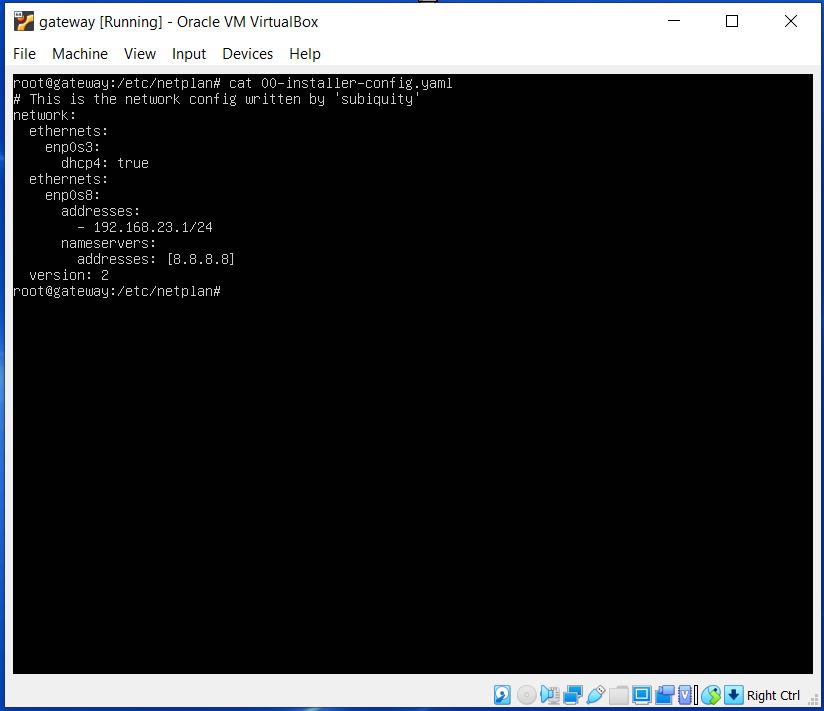 gateway [Running] - Oracle VM VirtualBox
File Machine View Input Devices Help
root@gateway:/etc/netplan# cat 00-installer-config.yaml
# This is the network config written by 'subiquity'
network:
  ethernets:
    enp0s3:
      dhcp4: true
  ethernets:
    enp0s8:
      addresses:
        - 192.168.23.1/24
      nameservers:
        addresses: [8.8.8.8]
  version: 2
root@gateway:/etc/netplan#
Right Ctrl